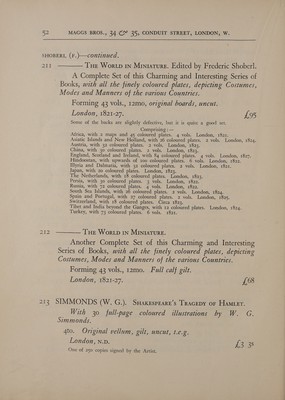 52 MAGGS BROS., 34 & 35, CONDUIT STREET, LONDON, W.
SHOBERL (F.)—continued.
211 ——— THE WORLD IN MINIATURE. Edited by Frederic Shoberl.
A Complete Set of this Charming and Interesting Series of
Books, with all the finely coloured plates, depicting Costumes,
Modes and Manners of the various Countries.
Forming 43 vols., 12mo, original boards, uncut.
London, 1821-27. £95
Some of the backs are slightly defective, but it is quite a good set.
Comprising:—
Africa, with 2 maps and 45 coloured plates. 4 vols. London, 1821.
Asiatic Islands and New Holland, with 26 coloured plates. 2 vols. London, 1824.
Austria, with 32 coloured plates. 2 vols. London, 1823.
China, with 30 coloured plates. 2 vols. London, 1823.
England, Scotland and Ireland, with 84 coloured plates. 4 vols. London, 1827.
Hindoostan, with upwards of 100 coloured plates. 6 vols. London, 1822.
Illyria and Dalmatia, with 32 coloured plates. 2 vols. London, 1821.
Japan, with 20 coloured plates. London, 1823.
The Netherlands, with 18 coloured plates. London, 1823.
Persia, with 30 coloured plates. 3 vols. London, 1822.
Russia, with 72 coloured plates. 4 vols. London, 1822.
South Sea Islands, with 26 coloured plates. 2 vols. London, 1824.
Spain and Portugal, with 27 coloured plates. 2 vols. London, 1825.
Switzerland, with 18 coloured plates. Circa 1825.
Tibet and India beyond the Ganges, with 12 coloured plates. London, 1824.
Turkey, with 73 coloured plates. 6 vols. 1821.
212 ——— THE WORLD IN MINIATURE.
Another Complete Set of this Charming and Interesting
Series of Books, with all the finely coloured plates, depicting
Costumes, Modes and Manners of the various Countries.
Forming 43 vols., 12mo. Full calf gilt.
London, 1821-27. £68
213 SIMMONDS (W. G.). SHAKESPEARE'S TRAGEDY OF HAMLET.
With 30 full-page coloured illustrations by W. G.
Simmonds.
4to. Original vellum, gilt, uncut, t.e.g.
London, N.D. £3 3s
One of 250 copies signed by the Artist.